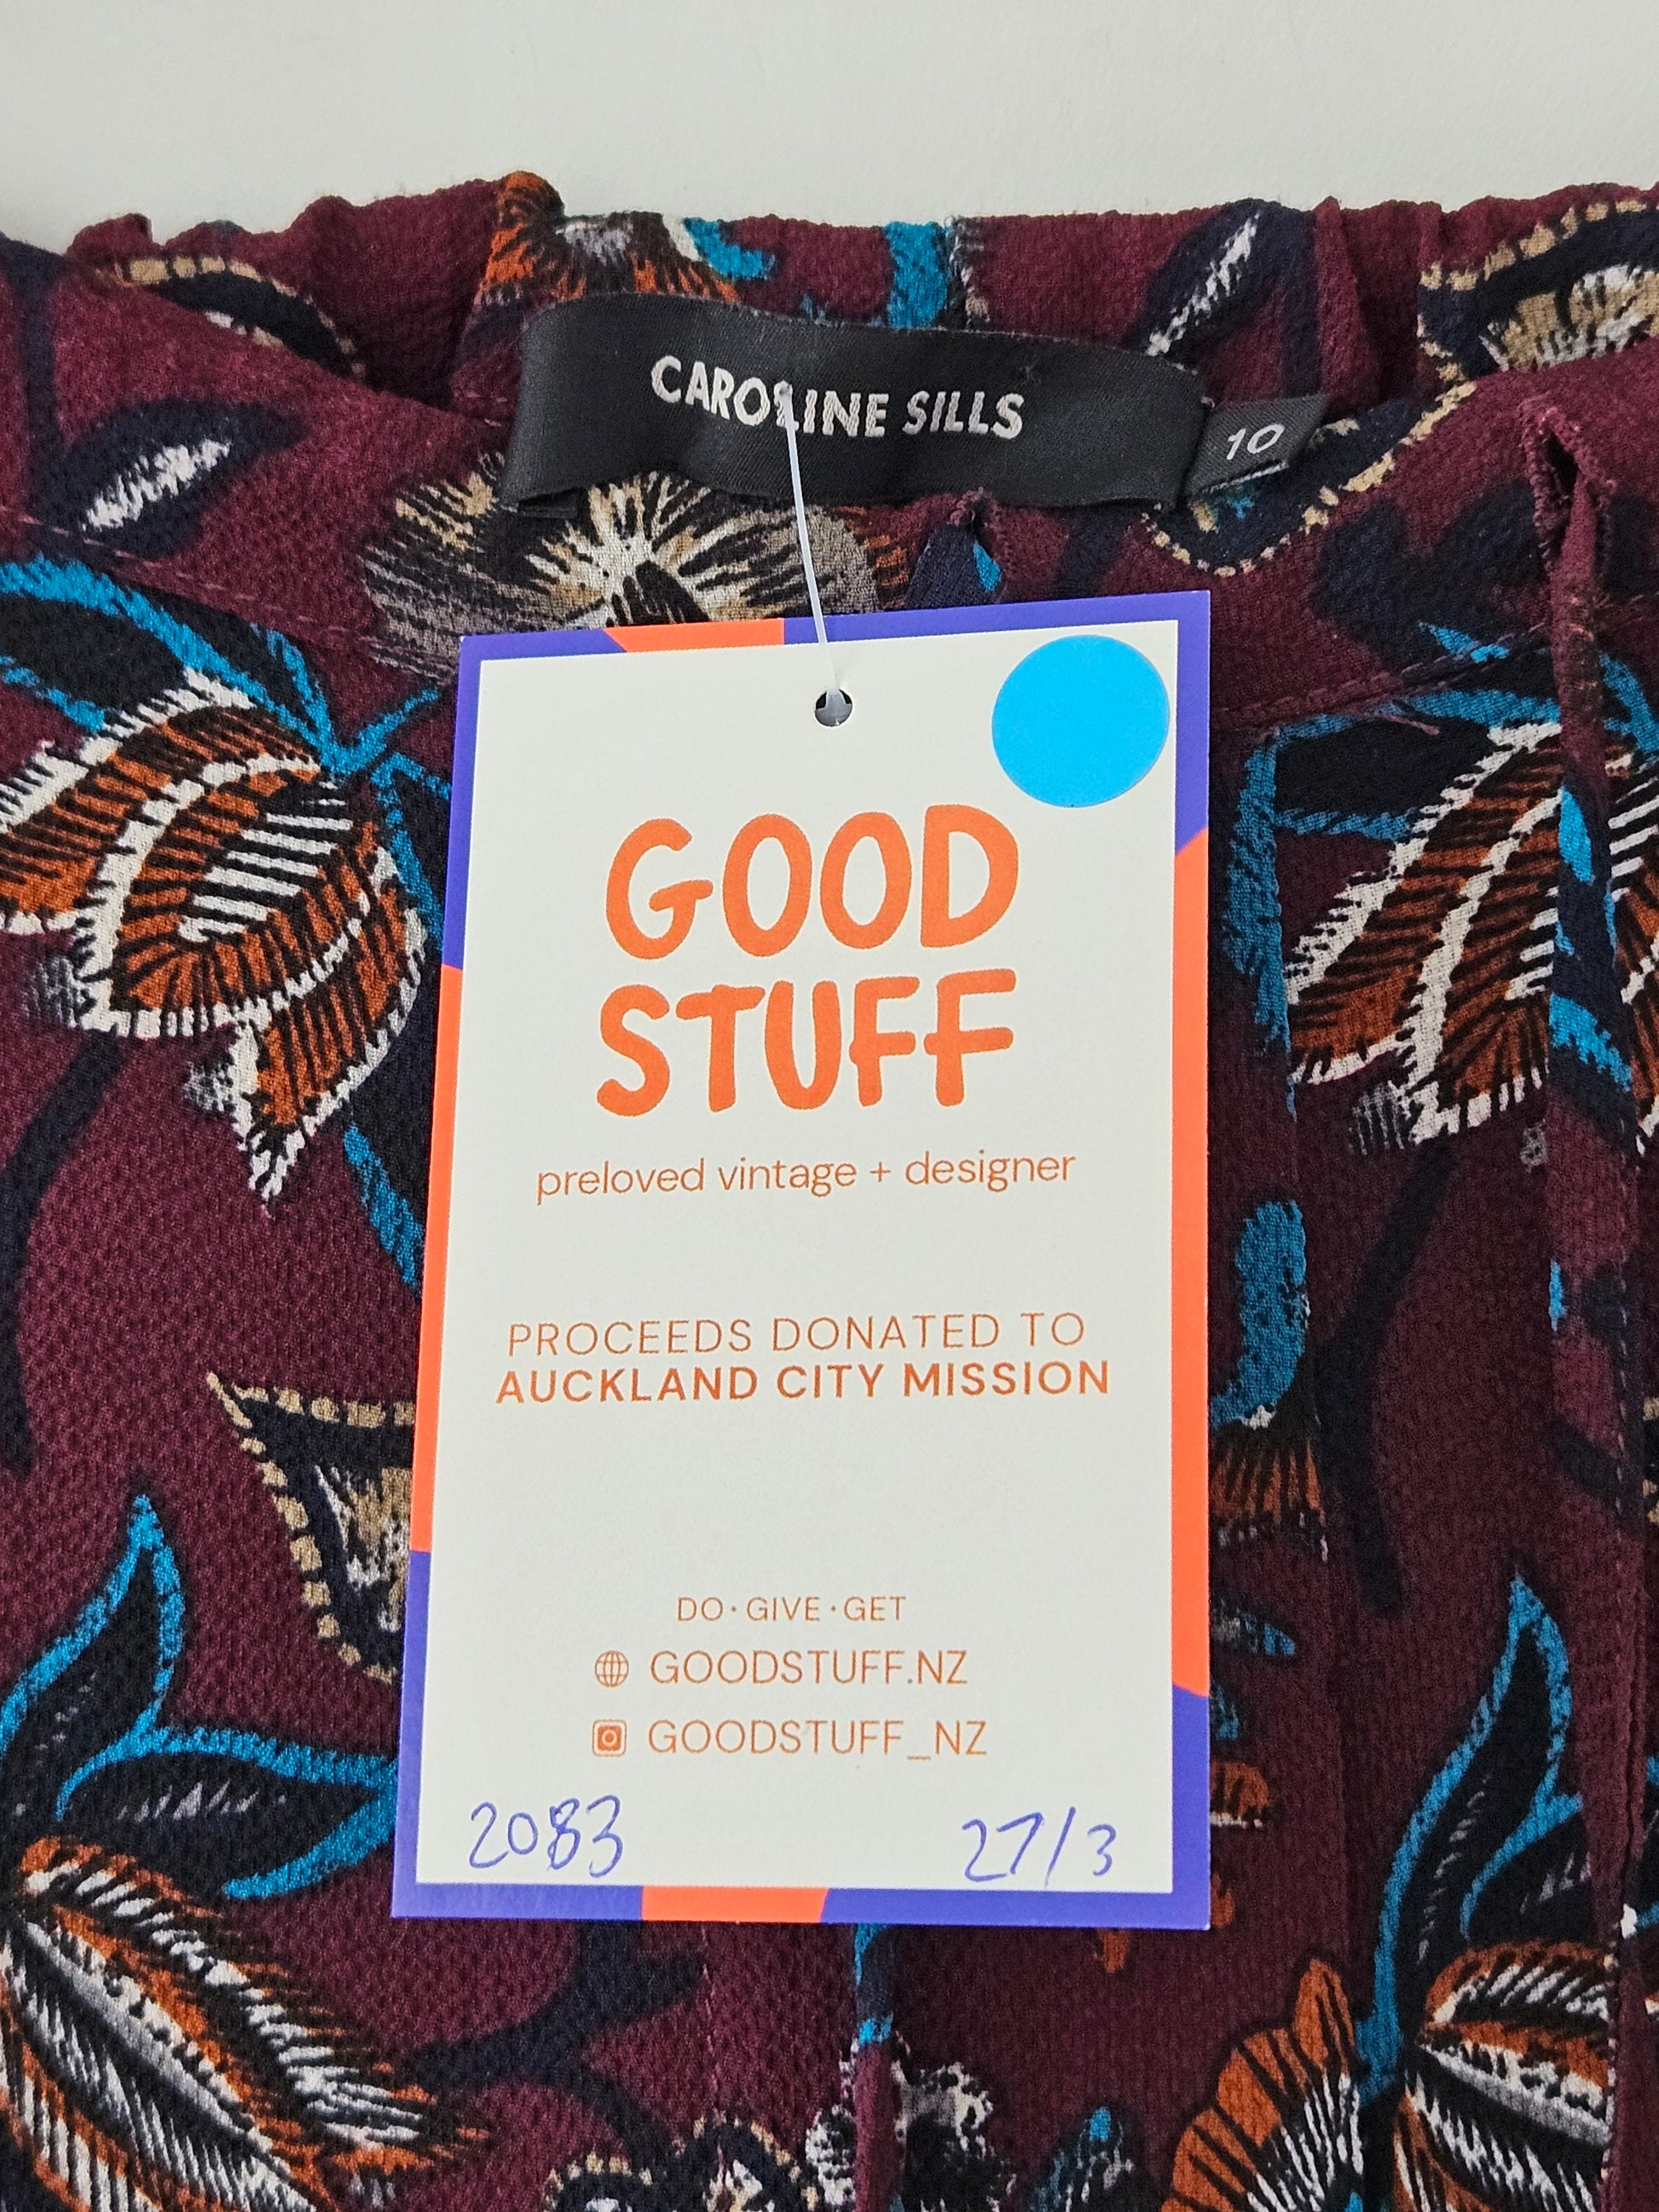 CAROLINE SILLS
10
GOOD
STUFF
preloved vintage + designer
PROCEEDS DONATED TO
AUCKLAND CITY MISSION
DO·GIVE·GET
GOODSTUFF.NZ
GOODSTUFF_NZ
2083 27/3